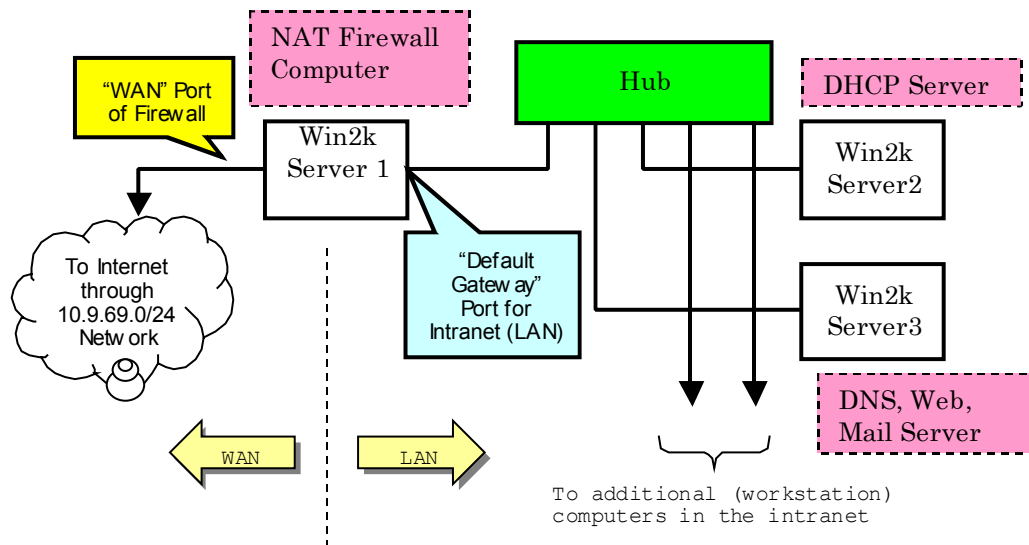 NAT Firewall
Computer
"WAN" Port
of Firewall
Hub
DHCP Server
Win2k
Server 1
Win2k
Server2
"Default
Gateway"
Port for
Intranet (LAN)
To Internet
through
10.9.69.0/24
Network
Win2k
Server3
DNS, Web,
Mail Server
WAN
LAN
To additional (workstation)
computers in the intranet